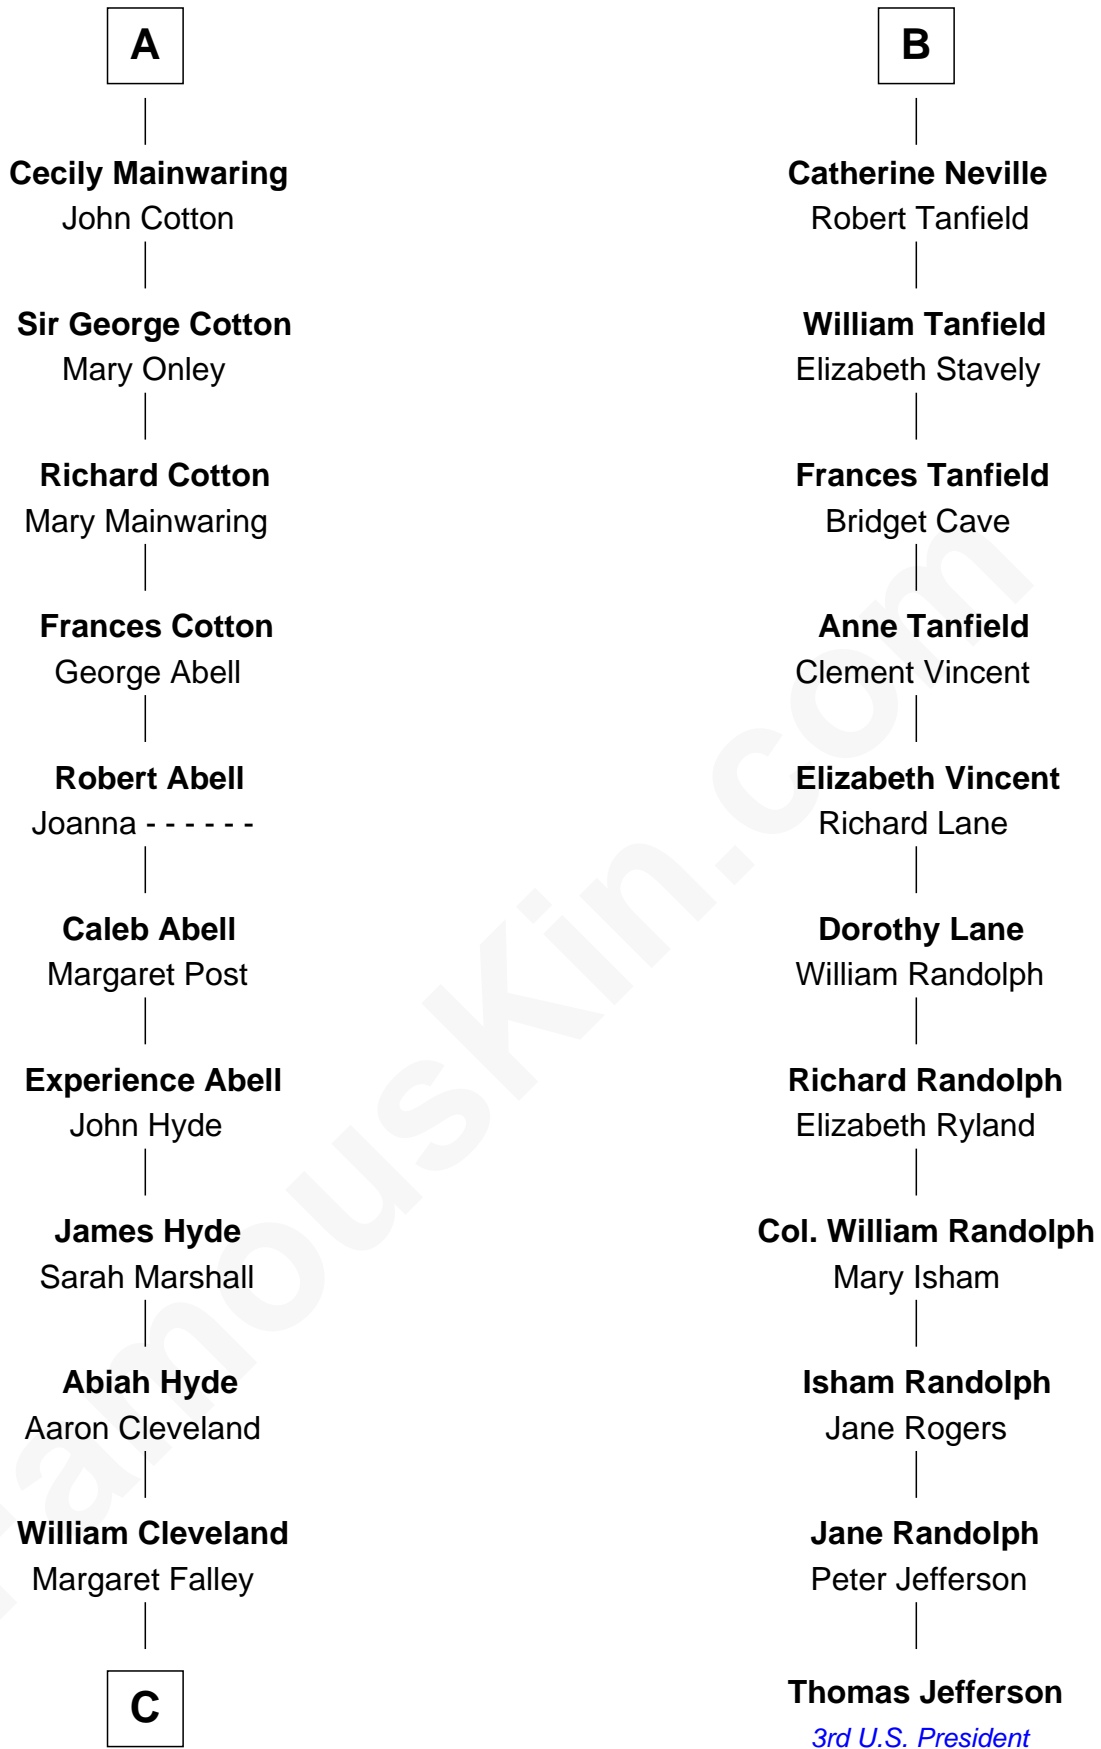 A
Cecily Mainwaring
John Cotton
Sir George Cotton
Mary Onley
Richard Cotton
Mary Mainwaring
Frances Cotton
George Abell
Robert Abell
Joanna - - - - - -
Caleb Abell
Margaret Post
Experience Abell
John Hyde
James Hyde
Sarah Marshall
Abiah Hyde
Aaron Cleveland
William Cleveland
Margaret Falley
C
B
Catherine Neville
Robert Tanfield
William Tanfield
Elizabeth Stavely
Frances Tanfield
Bridget Cave
Anne Tanfield
Clement Vincent
Elizabeth Vincent
Richard Lane
Dorothy Lane
William Randolph
Richard Randolph
Elizabeth Ryland
Col. William Randolph
Mary Isham
Isham Randolph
Jane Rogers
Jane Randolph
Peter Jefferson
Thomas Jefferson
3rd U.S. President
FamousKin.com